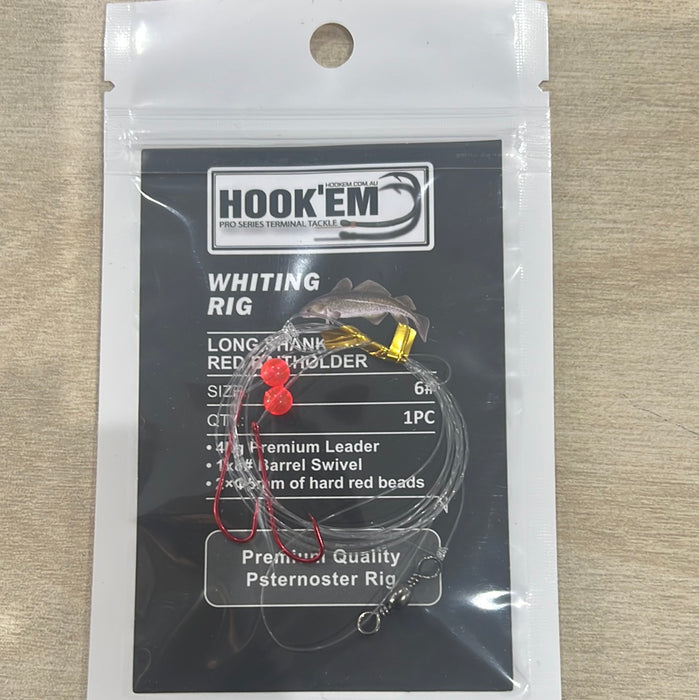 HOOKEM.COM.AU
HOOK'EM
PRO SERIES TERMINAL TACKLE
WHITING
RIG
LONG SHANK
RED BAITHOLDER
SIZE 6#
QTY: 1PC
• Premium Leader
• Barrel Swivel
• of hard red beads
Premium Quality
Psternoster Rig